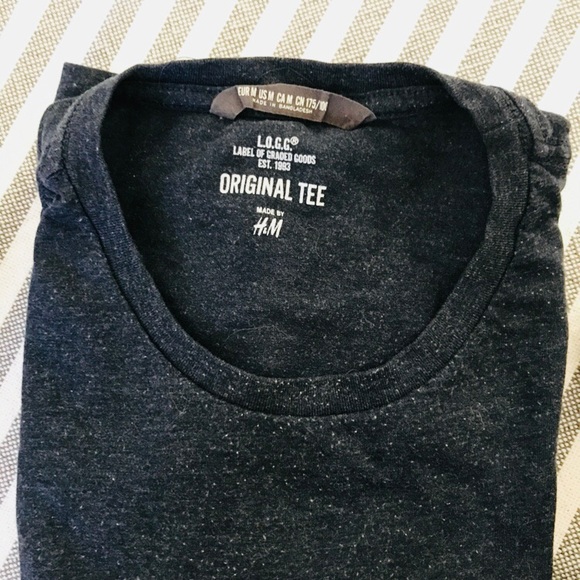 EUR M US M CA M CN 175/100
MADE IN BANGLADESH
L.O.G.G.®
LABEL OF GRADED GOODS
EST. 1993
ORIGINAL TEE
MADE BY
H&M